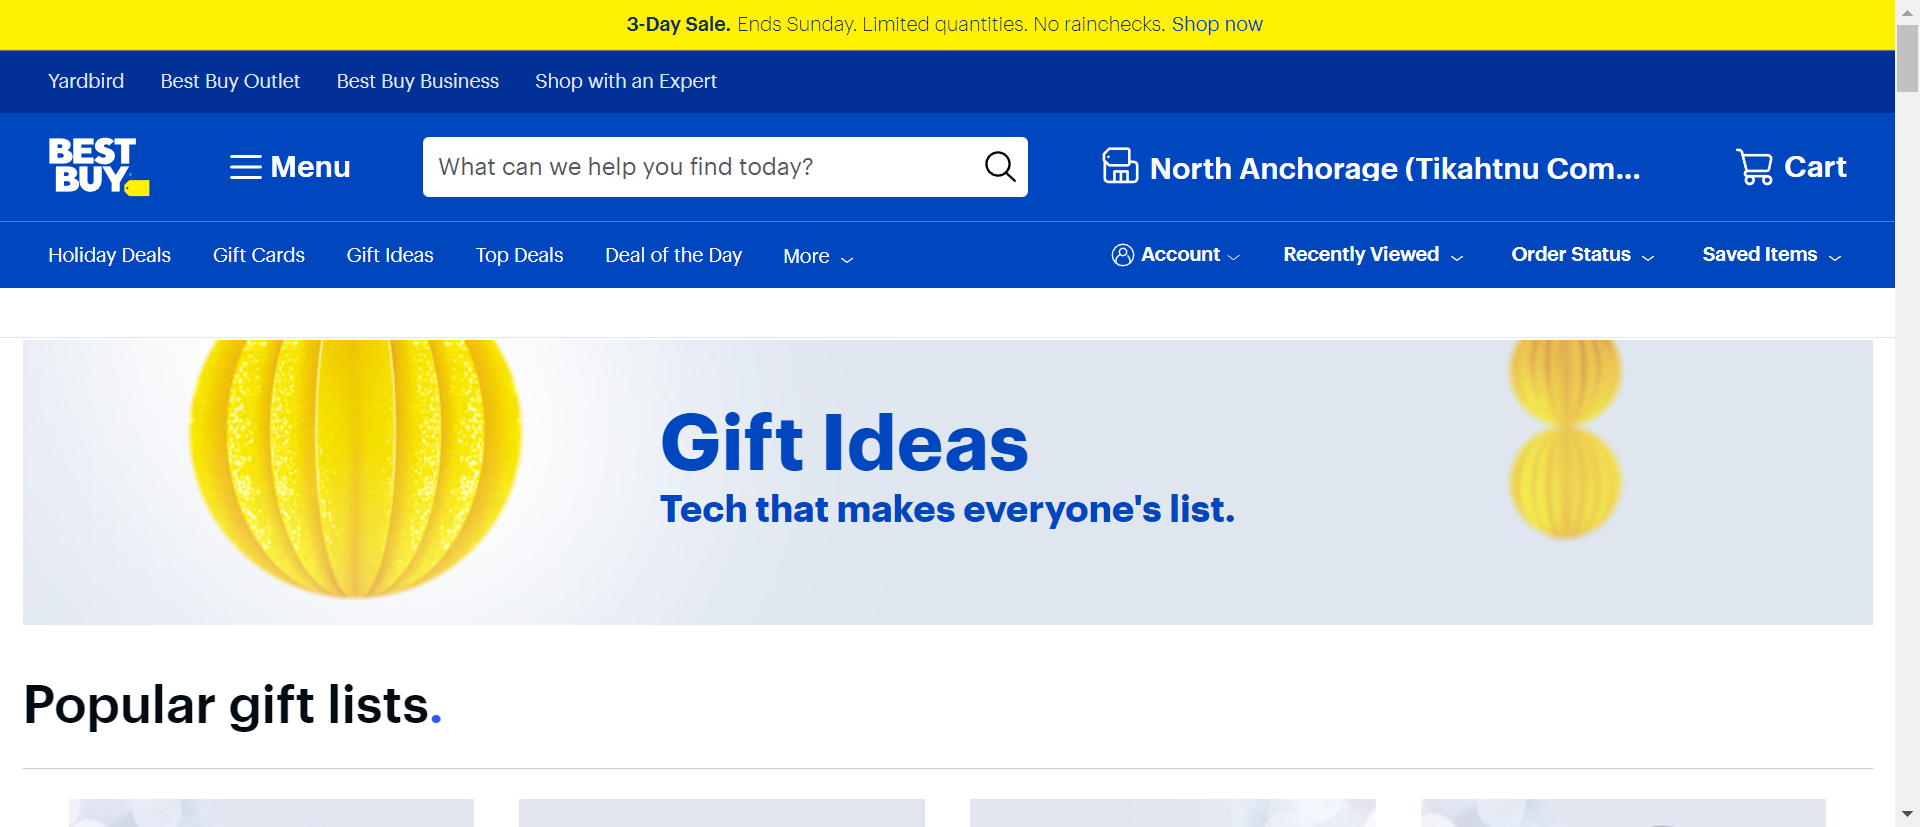 3-Day Sale. Ends Sunday. Limited quantities. No rainchecks. Shop now
Yardbird Best Buy Outlet Best Buy Business Shop with an Expert
BEST BUY
Menu
What can we help you find today?
North Anchorage (Tikahtnu Com...
Cart
Holiday Deals Gift Cards Gift Ideas Top Deals Deal of the Day More Account Recently Viewed Order Status Saved Items
Gift Ideas
Tech that makes everyone's list.
Popular gift lists.